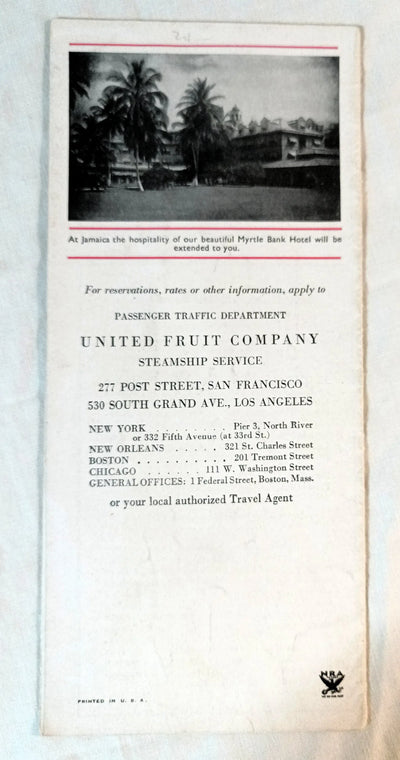 At Jamaica the hospitality of our beautiful Myrtle Bank Hotel will be
extended to you.
For reservations, rates or other information, apply to
PASSENGER TRAFFIC DEPARTMENT
UNITED FRUIT COMPANY
STEAMSHIP SERVICE
277 POST STREET, SAN FRANCISCO
530 SOUTH GRAND AVE., LOS ANGELES
NEW YORK . . . . . . . . Pier 3, North River
or 332 Fifth Avenue (at 33rd St.)
NEW ORLEANS . . . . . 321 St. Charles Street
BOSTON . . . . . . . . . . 201 Tremont Street
CHICAGO . . . . . . 111 W. Washington Street
GENERAL OFFICES: 1 Federal Street, Boston, Mass.
or your local authorized Travel Agent
NRA
PRINTED IN U. S. A.